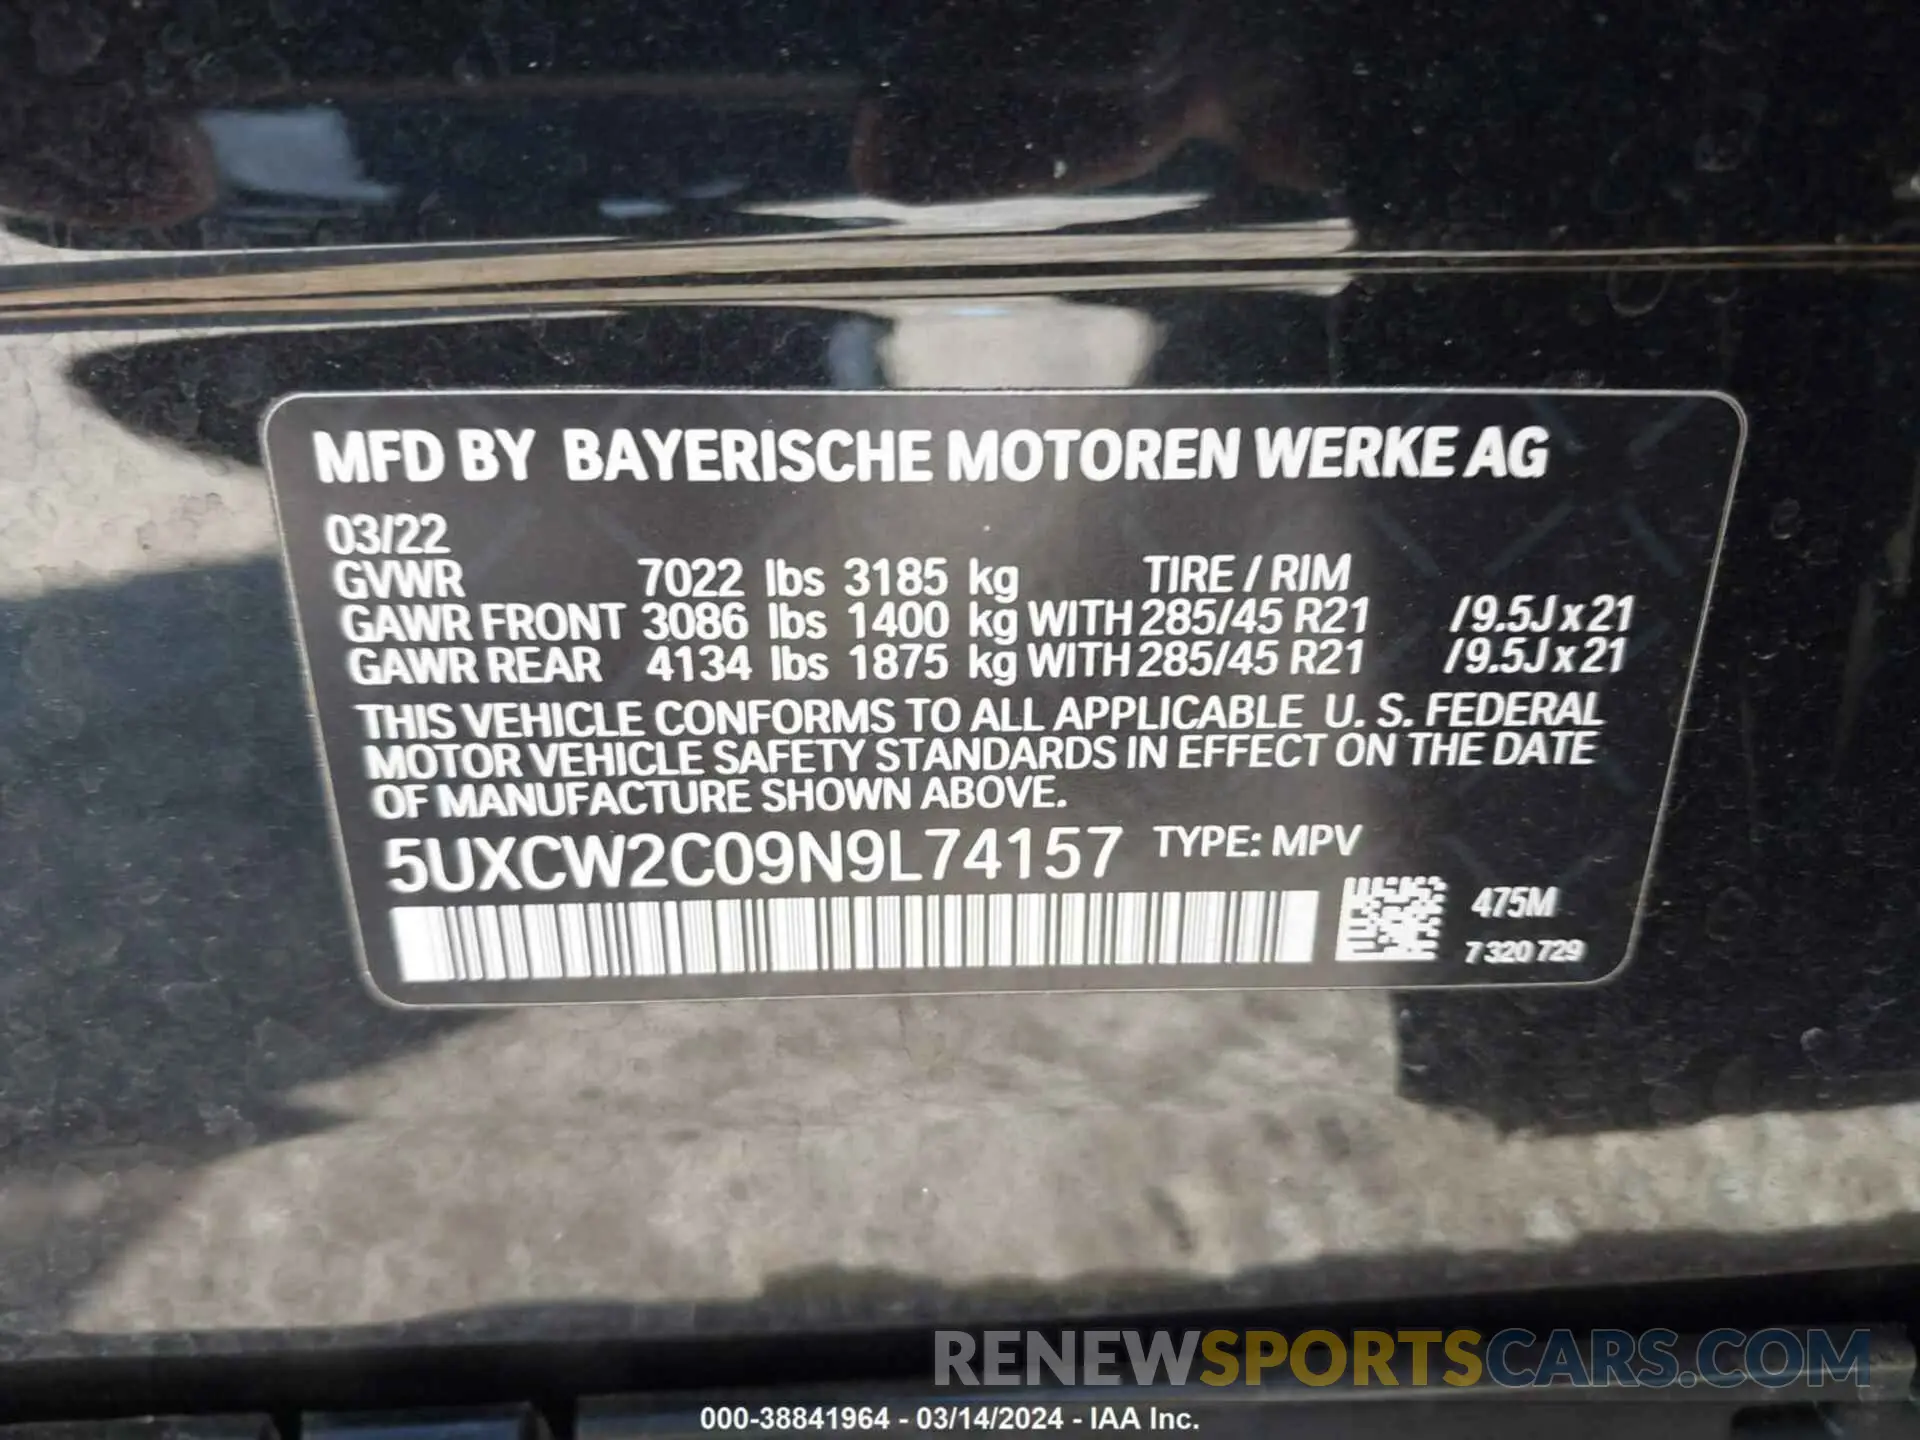 MFD BY BAYERISCHE MOTOREN WERKE AG
03/22
GVWR 7022 lbs 3185 kg TIRE / RIM
GAWR FRONT 3086 lbs 1400 kg WITH 285/45 R21 /9.5J x 21
GAWR REAR 4134 lbs 1875 kg WITH 285/45 R21 /9.5J x 21
THIS VEHICLE CONFORMS TO ALL APPLICABLE U. S. FEDERAL
MOTOR VEHICLE SAFETY STANDARDS IN EFFECT ON THE DATE
OF MANUFACTURE SHOWN ABOVE.
5UXCW2C09N9L74157 TYPE: MPV
475M
7 320 729
RENEWSPORTSCARS.COM
000-38841964 - 03/14/2024 - IAA Inc.